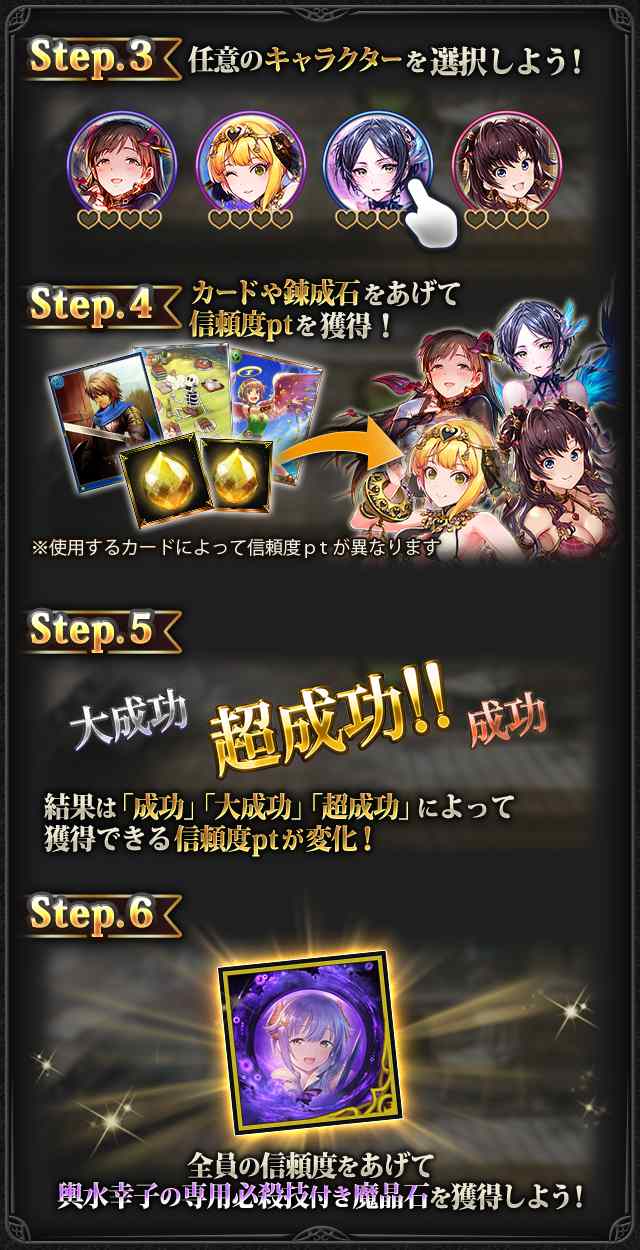 Step.3 任意のキャラクターを選択しよう!
Step.4 カードや錬成石をあげて
信頼度ptを獲得！
※使用するカードによって信頼度ｐｔが異なります
Step.5
大成功 超成功!! 成功
結果は「成功」「大成功」「超成功」によって
獲得できる信頼度ptが変化！
Step.6
全員の信頼度をあげて
輿水幸子の専用必殺技付き魔晶石を獲得しよう!